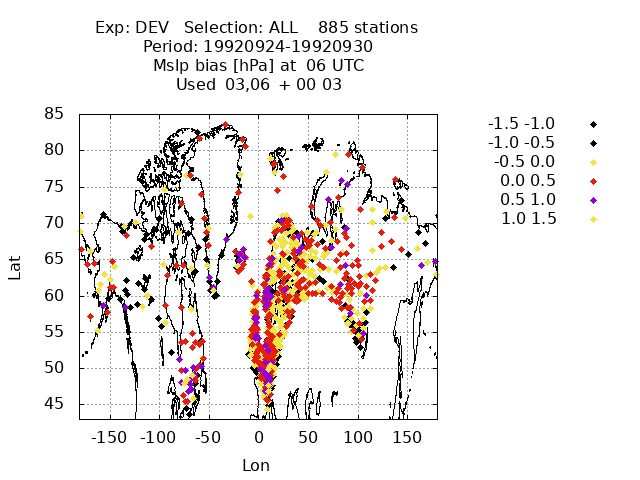 Exp: DEV   Selection: ALL    885 stations
Period: 19920924-19920930
Mslp bias [hPa] at  06 UTC
Used  03,06  + 00 03
85
80
75
70
65
60
55
50
45
Lat
-150 -100 -50 0 50 100 150
Lon
-1.5 -1.0
-1.0 -0.5
-0.5 0.0
0.0 0.5
0.5 1.0
1.0 1.5